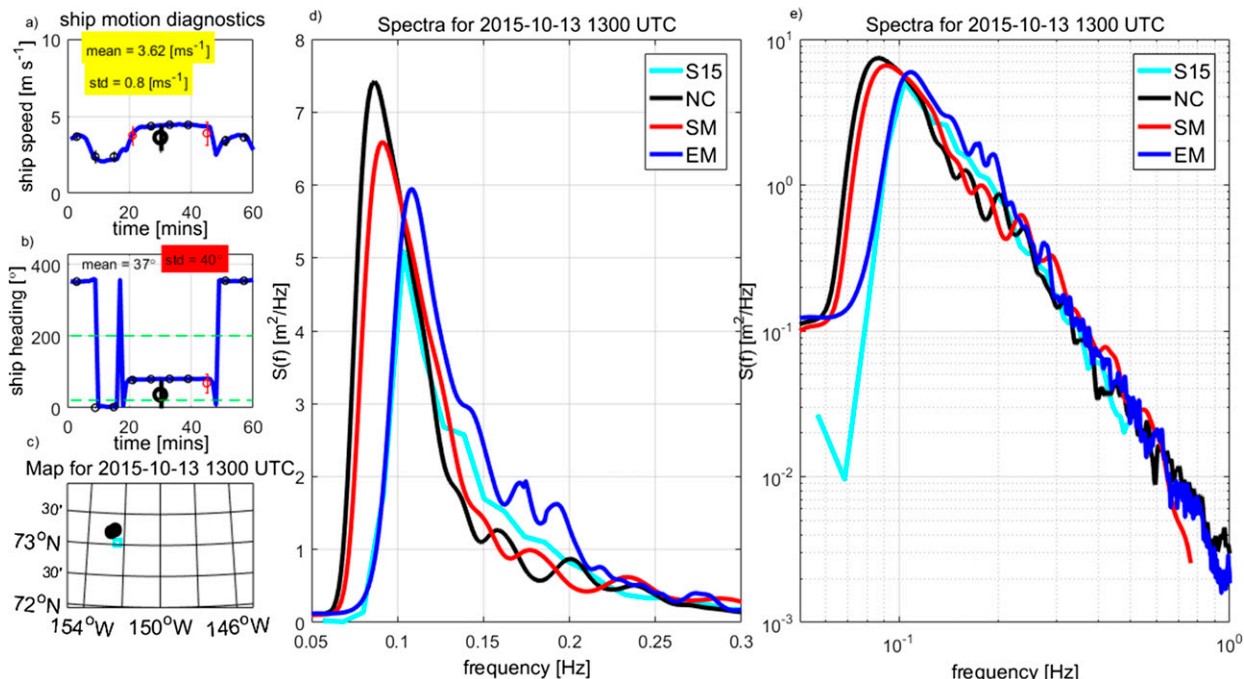 a) ship motion diagnostics
mean = 3.62 [ms⁻¹]
std = 0.8 [ms⁻¹]
ship speed [m s⁻¹]
10
5
0
0 20 40 60
time [mins]
b)
mean = 37°
std = 40°
ship heading [°]
400
200
0
0 20 40 60
time [mins]
c)
Map for 2015-10-13 1300 UTC
30'
73°N
30'
72°N
154°W 150°W 146°W
d) Spectra for 2015-10-13 1300 UTC
S15
NC
SM
EM
S(f) [m²/Hz]
8
7
6
5
4
3
2
1
0
0.05 0.1 0.15 0.2 0.25 0.3
frequency [Hz]
e) Spectra for 2015-10-13 1300 UTC
S15
NC
SM
EM
S(f) [m²/Hz]
10¹
10⁰
10⁻¹
10⁻²
10⁻³
10⁻¹ 10⁰
frequency [Hz]